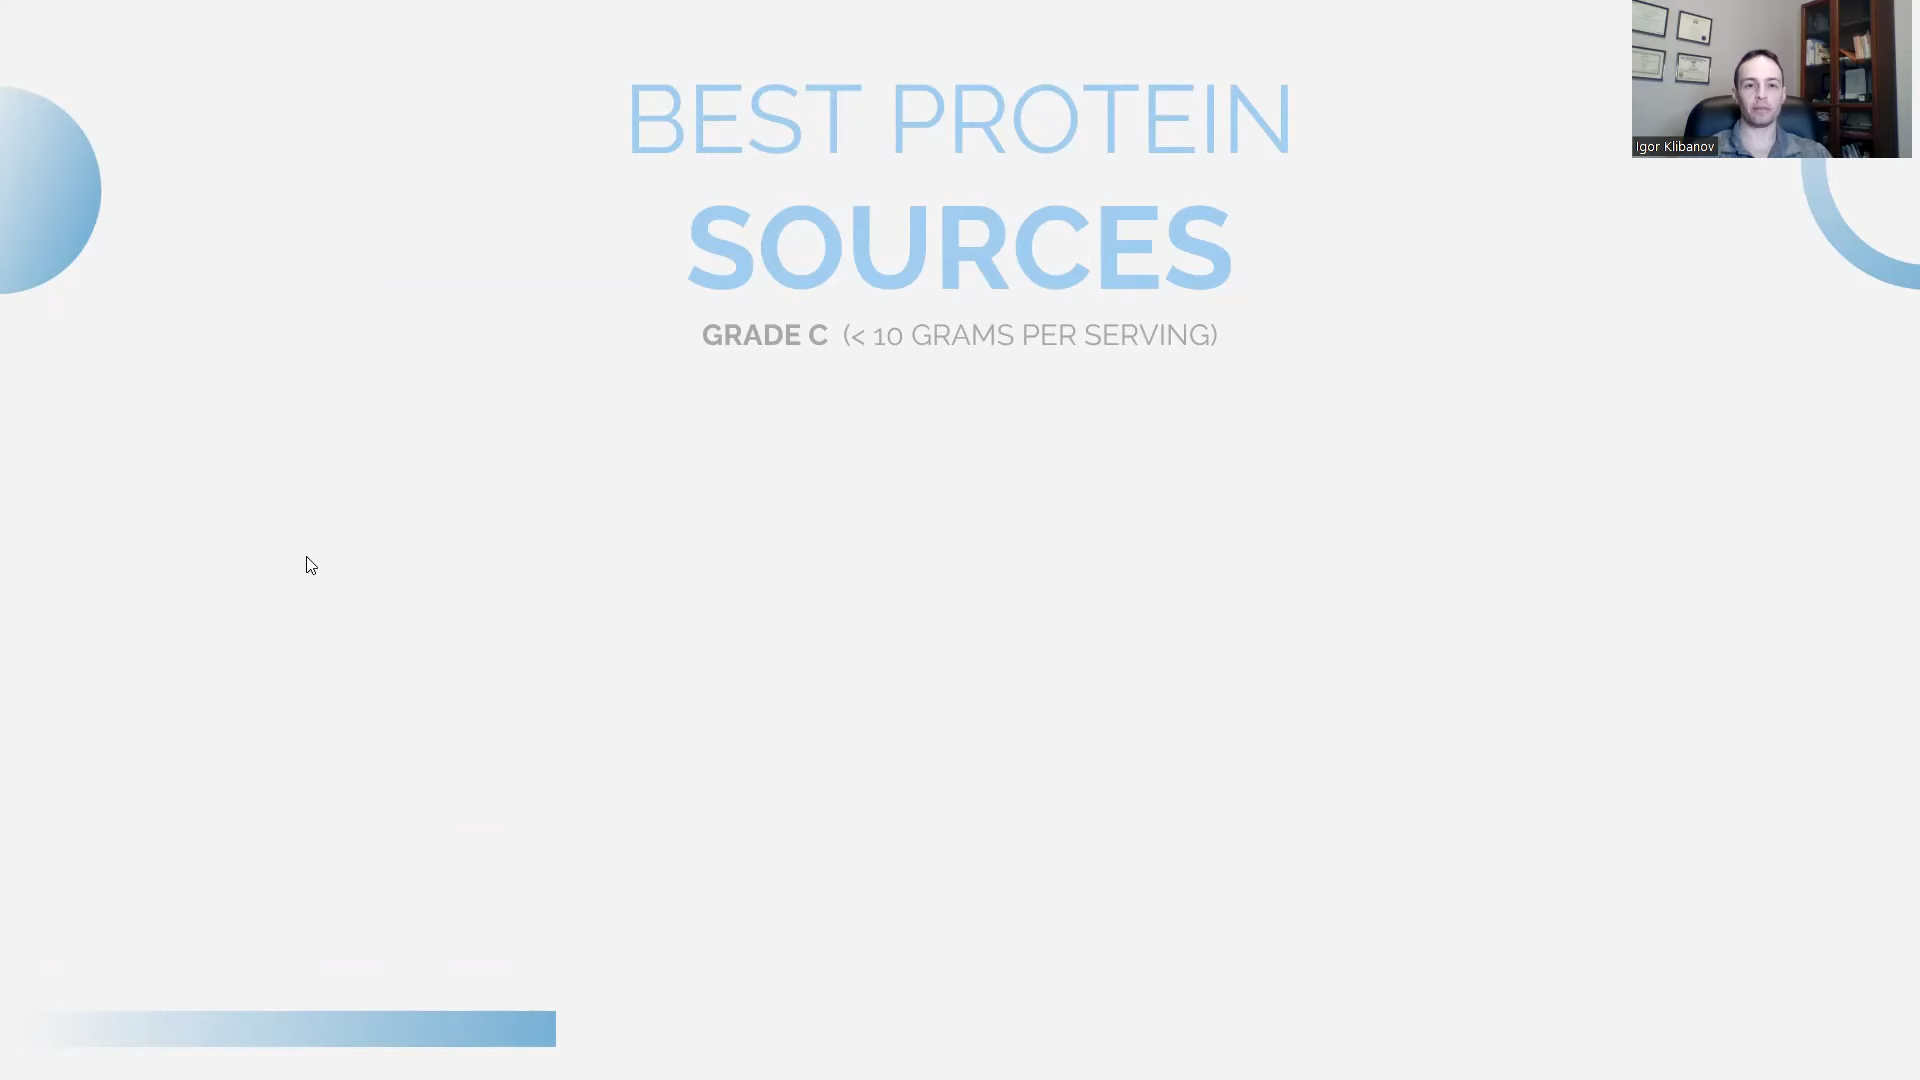 BEST PROTEIN
SOURCES
GRADE C (< 10 GRAMS PER SERVING)
Igor Klibanov